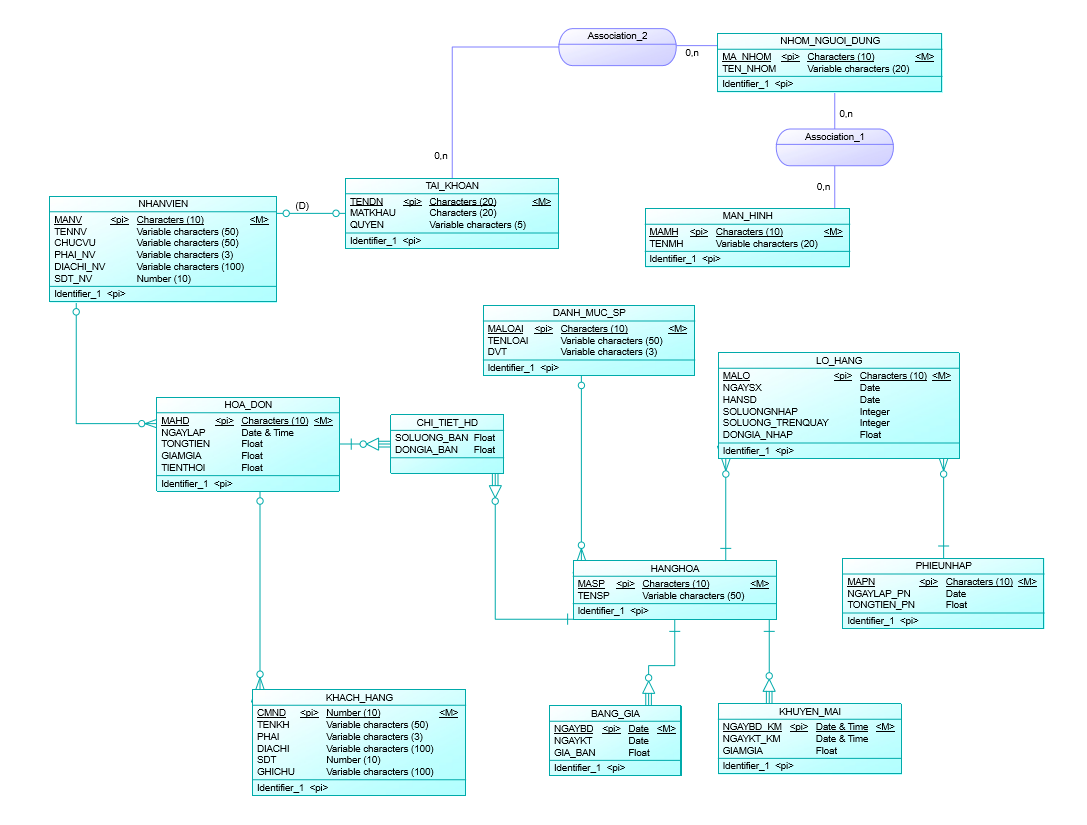 Association_2
0,n
NHOM_NGUOI_DUNG
MA_NHOM <pi> Characters (10) <M>
TEN_NHOM Variable characters (20)
Identifier_1 <pi>
0,n
Association_1
0,n
0,n
TAI_KHOAN
TENDN <pi> Characters (20) <M>
MATKHAU Characters (20)
QUYEN Variable characters (5)
Identifier_1 <pi>
(D)
NHANVIEN
MANV <pi> Characters (10) <M>
TENNV Variable characters (50)
CHUCVU Variable characters (50)
PHAI_NV Variable characters (3)
DIACHI_NV Variable characters (100)
SDT_NV Number (10)
Identifier_1 <pi>
MAN_HINH
MAMH <pi> Characters (10) <M>
TENMH Variable characters (20)
Identifier_1 <pi>
DANH_MUC_SP
MALOAI <pi> Characters (10) <M>
TENLOAI Variable characters (50)
DVT Variable characters (3)
Identifier_1 <pi>
LO_HANG
MALO <pi> Characters (10) <M>
NGAYSX Date
HANSD Date
SOLUONGNHAP Integer
SOLUONG_TRENQUAY Integer
DONGIA_NHAP Float
Identifier_1 <pi>
HOA_DON
MAHD <pi> Characters (10) <M>
NGAYLAP Date & Time
TONGTIEN Float
GIAMGIA Float
TIENTHOI Float
Identifier_1 <pi>
CHI_TIET_HD
SOLUONG_BAN Float
DONGIA_BAN Float
HANGHOA
MASP <pi> Characters (10) <M>
TENSP Variable characters (50)
Identifier_1 <pi>
PHIEUNHAP
MAPN <pi> Characters (10) <M>
NGAYLAP_PN Date
TONGTIEN_PN Float
Identifier_1 <pi>
KHACH_HANG
CMND <pi> Number (10) <M>
TENKH Variable characters (50)
PHAI Variable characters (3)
DIACHI Variable characters (100)
SDT Number (10)
GHICHU Variable characters (100)
Identifier_1 <pi>
BANG_GIA
NGAYBD <pi> Date <M>
NGAYKT Date
GIA_BAN Float
Identifier_1 <pi>
KHUYEN_MAI
NGAYBD_KM <pi> Date & Time <M>
NGAYKT_KM Date & Time
GIAMGIA Float
Identifier_1 <pi>